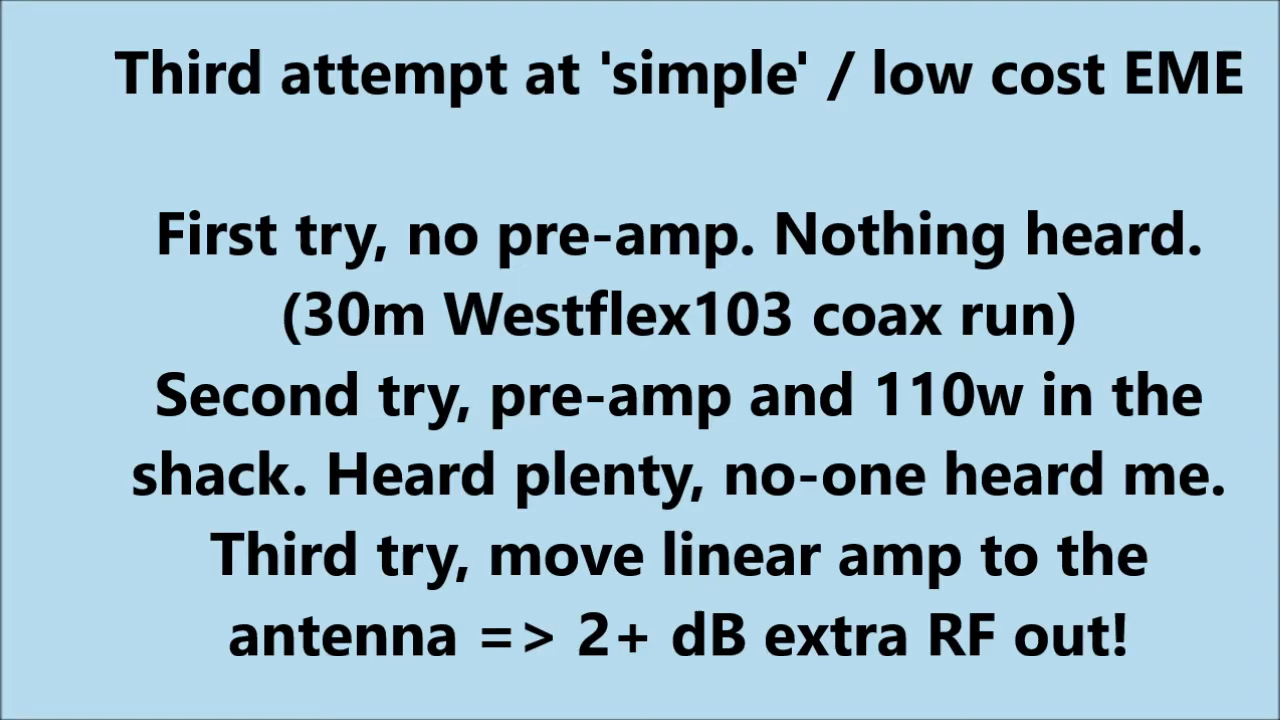 Third attempt at 'simple' / low cost EME
First try, no pre-amp. Nothing heard.
(30m Westflex103 coax run)
Second try, pre-amp and 110w in the
shack. Heard plenty, no-one heard me.
Third try, move linear amp to the
antenna => 2+ dB extra RF out!